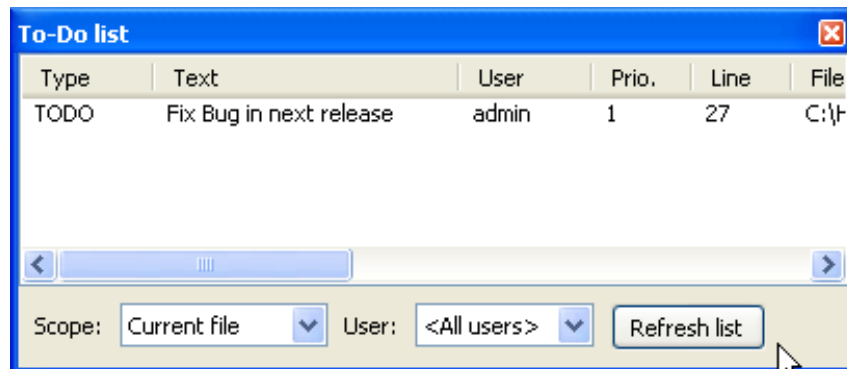 To-Do list
Type Text User Prio. Line File
TODO Fix Bug in next release admin 1 27 C:\H
Scope: Current file User: <All users> Refresh list